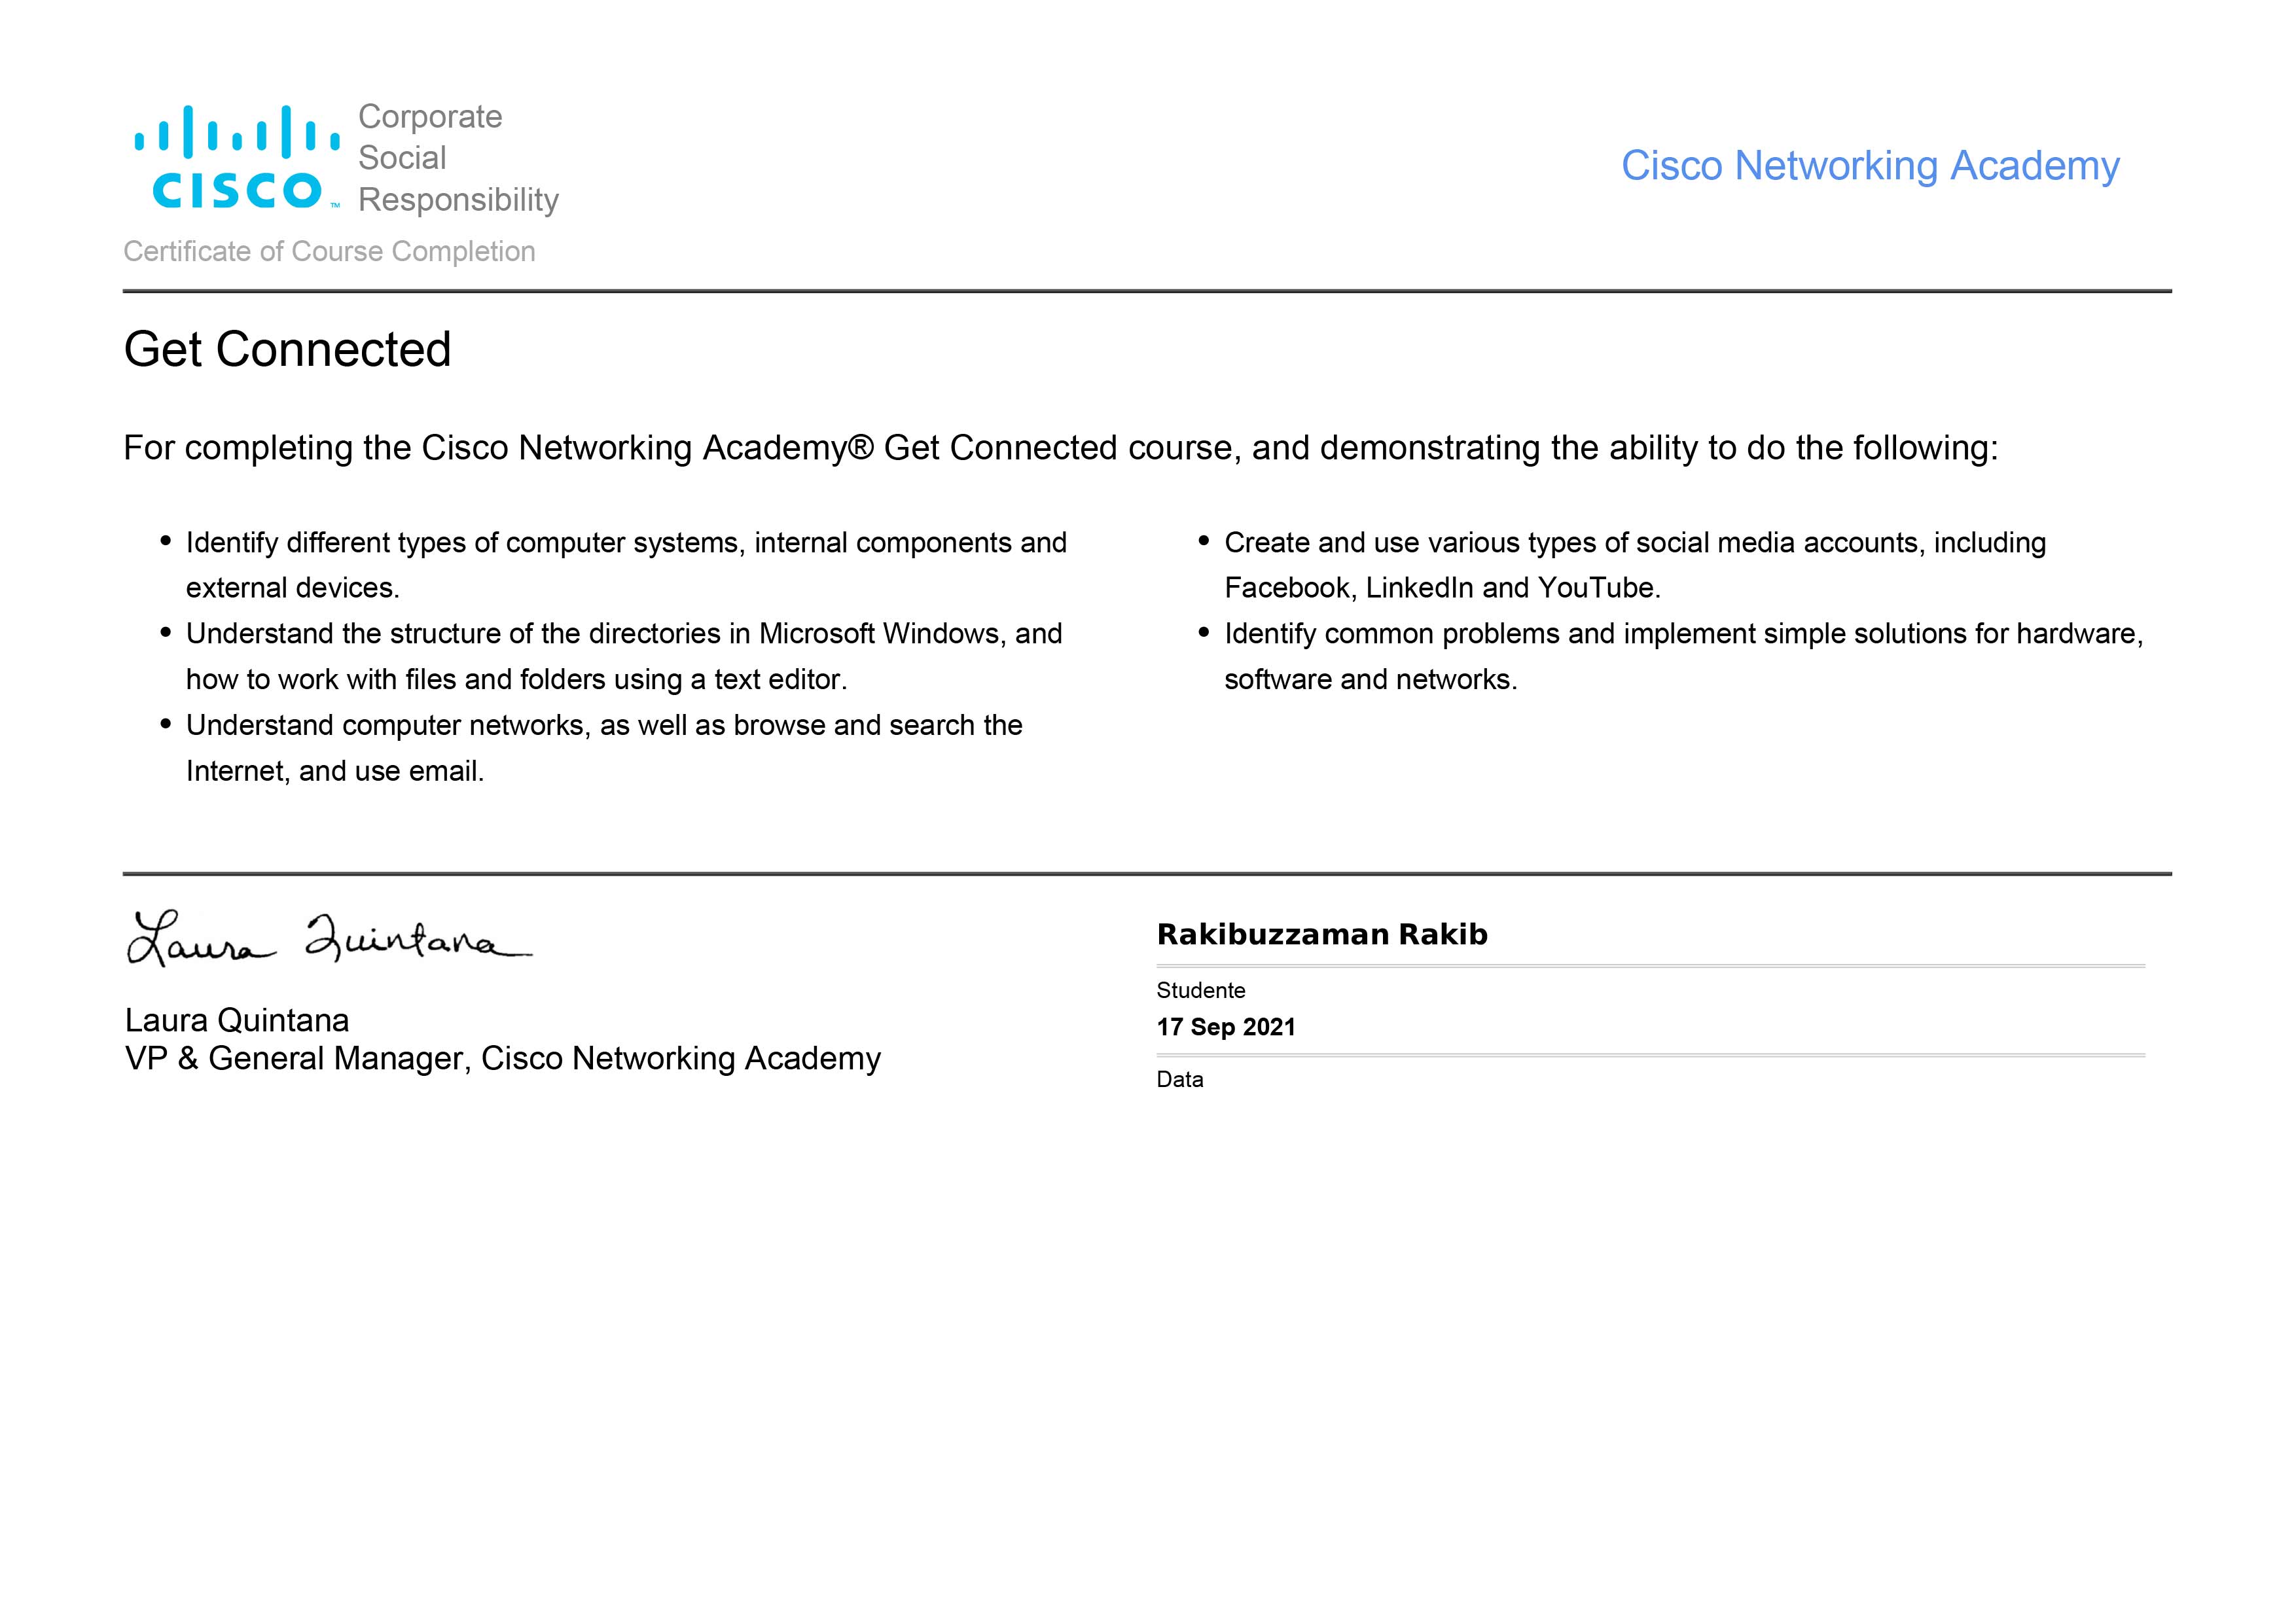 Corporate
Social
Responsibility
CISCO™
Cisco Networking Academy
Certificate of Course Completion
Get Connected
For completing the Cisco Networking Academy® Get Connected course, and demonstrating the ability to do the following:
• Identify different types of computer systems, internal components and
external devices.
• Understand the structure of the directories in Microsoft Windows, and
how to work with files and folders using a text editor.
• Understand computer networks, as well as browse and search the
Internet, and use email.
• Create and use various types of social media accounts, including
Facebook, LinkedIn and YouTube.
• Identify common problems and implement simple solutions for hardware,
software and networks.
Laura Quintana
Laura Quintana
VP & General Manager, Cisco Networking Academy
Rakibuzzaman Rakib
Studente
17 Sep 2021
Data